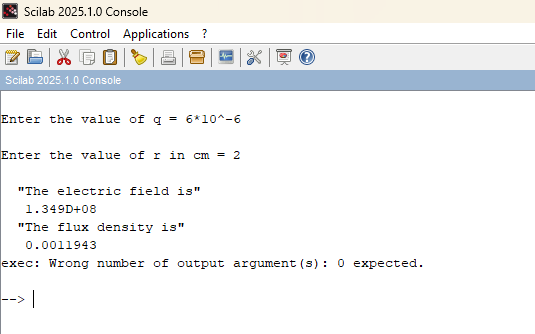 Scilab 2025.1.0 Console
File Edit Control Applications ?
Scilab 2025.1.0 Console
Enter the value of q = 6*10^-6
Enter the value of r in cm = 2
"The electric field is"
1.349D+08
"The flux density is"
0.0011943
exec: Wrong number of output argument(s): 0 expected.
-->